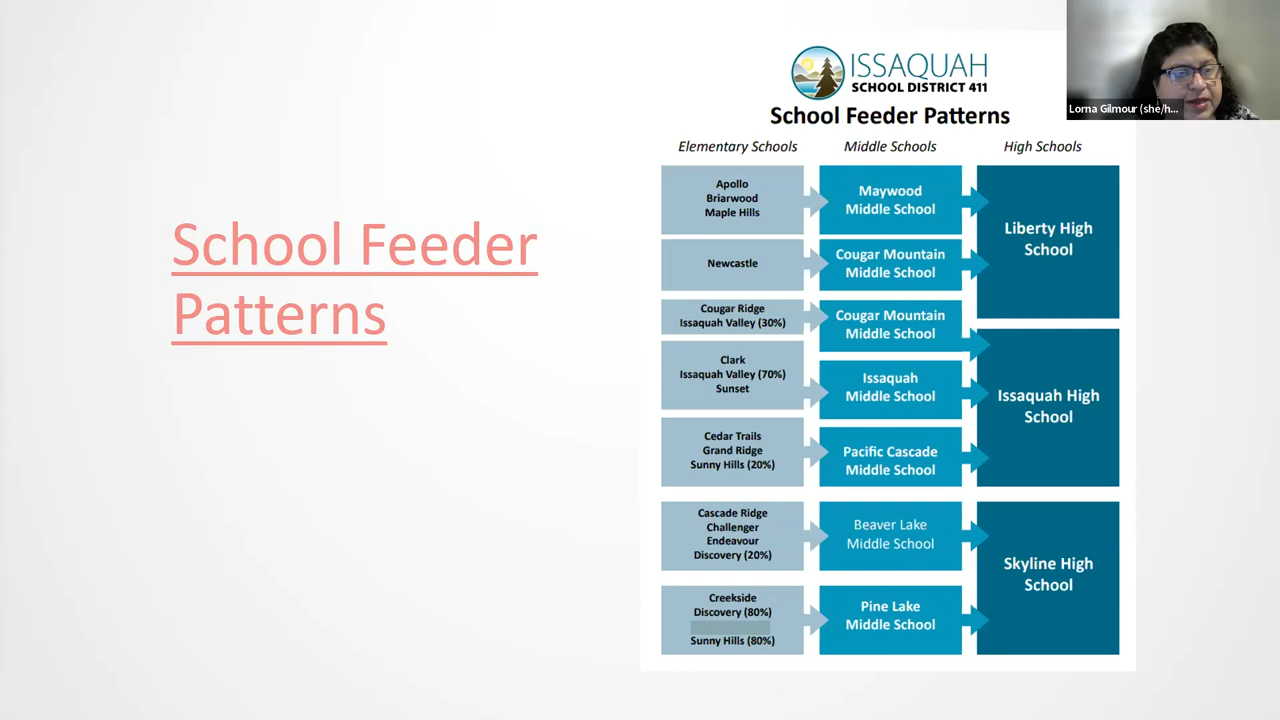 School Feeder
Patterns
ISSAQUAH
SCHOOL DISTRICT 411
School Feeder Patterns
Elementary Schools
Middle Schools
High Schools
Apollo
Briarwood
Maple Hills
Maywood
Middle School
Liberty High
School
Newcastle
Cougar Mountain
Middle School
Cougar Ridge
Issaquah Valley (30%)
Cougar Mountain
Middle School
Issaquah High
School
Clark
Issaquah Valley (70%)
Sunset
Issaquah
Middle School
Cedar Trails
Grand Ridge
Sunny Hills (20%)
Pacific Cascade
Middle School
Cascade Ridge
Challenger
Endeavour
Discovery (20%)
Beaver Lake
Middle School
Skyline High
School
Creekside
Discovery (80%)
Sunny Hills (80%)
Pine Lake
Middle School
Lorna Gilmour (she/h...